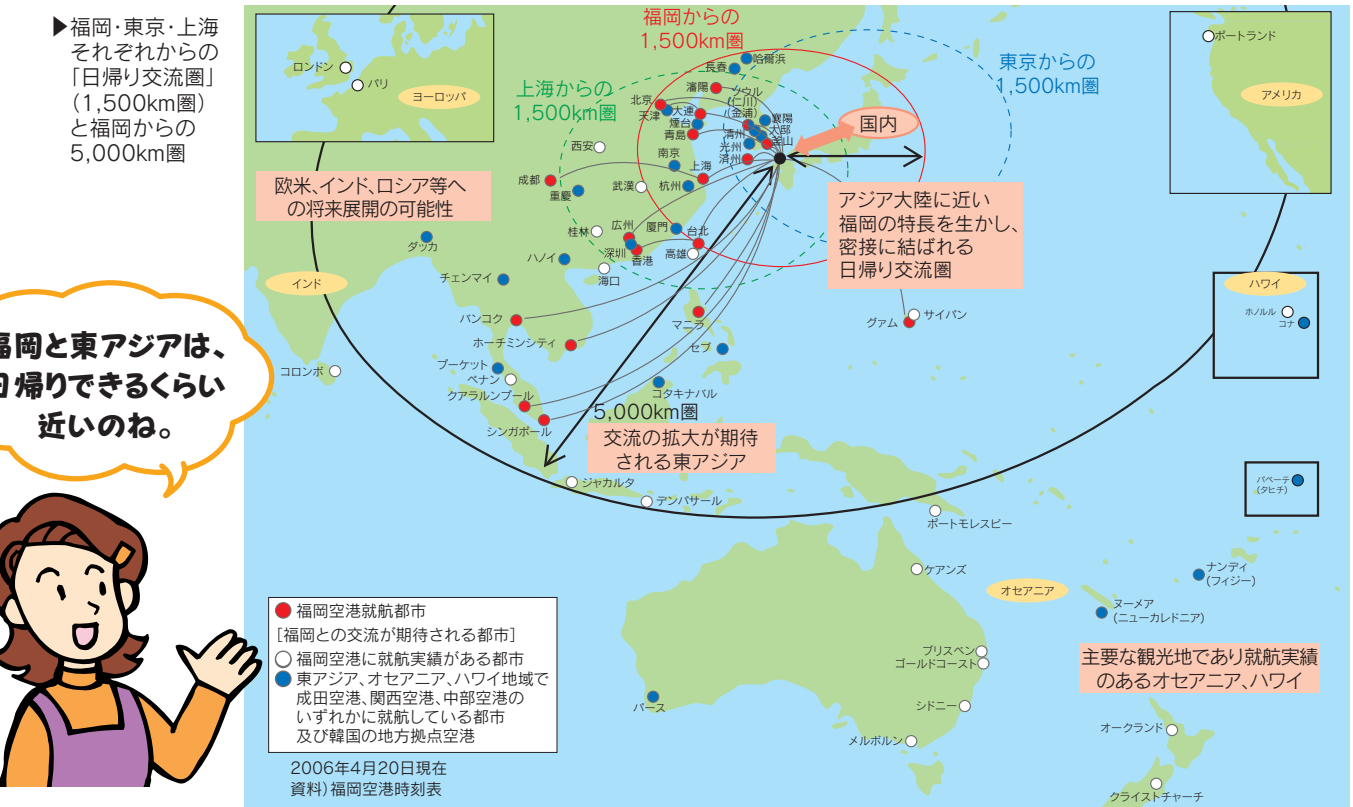 ▶福岡・東京・上海
それぞれからの
「日帰り交流圏」
(1,500km圏)
と福岡からの
5,000km圏
ロンドン
パリ
ヨーロッパ
福岡からの
1,500km圏
東京からの
1,500km圏
上海からの
1,500km圏
ポートランド
アメリカ
哈爾浜
長春
瀋陽
ソウル
(仁川)
(金浦)
北京
天津
大連
煙台
青島
襄陽
大邱
清州
釜山
光州
済州
国内
西安
南京
上海
成都
重慶
武漢
杭州
欧米、インド、ロシア等へ
の将来展開の可能性
アジア大陸に近い
福岡の特長を生かし、
密接に結ばれる
日帰り交流圏
桂林
広州
厦門
台北
深圳
香港
高雄
海口
ダッカ
ハノイ
チェンマイ
インド
バンコク
ホーチミンシティ
マニラ
セブ
グァム
サイパン
ハワイ
ホノルル
コナ
コロンボ
プーケット
ペナン
クアラルンプール
シンガポール
コタキナバル
福岡と東アジアは、
日帰りできるくらい
近いのね。
5,000km圏
交流の拡大が期待
される東アジア
ジャカルタ
デンパサール
ポートモレスビー
パペーテ
(タヒチ)
ケアンズ
オセアニア
ナンディ
(フィジー)
ヌーメア
(ニューカレドニア)
ブリスベン
ゴールドコースト
主要な観光地であり就航実績
のあるオセアニア、ハワイ
パース
シドニー
メルボルン
オークランド
クライストチャーチ
福岡空港就航都市
[福岡との交流が期待される都市]
福岡空港に就航実績がある都市
東アジア、オセアニア、ハワイ地域で
成田空港、関西空港、中部空港の
いずれかに就航している都市
及び韓国の地方拠点空港
2006年4月20日現在
資料)福岡空港時刻表